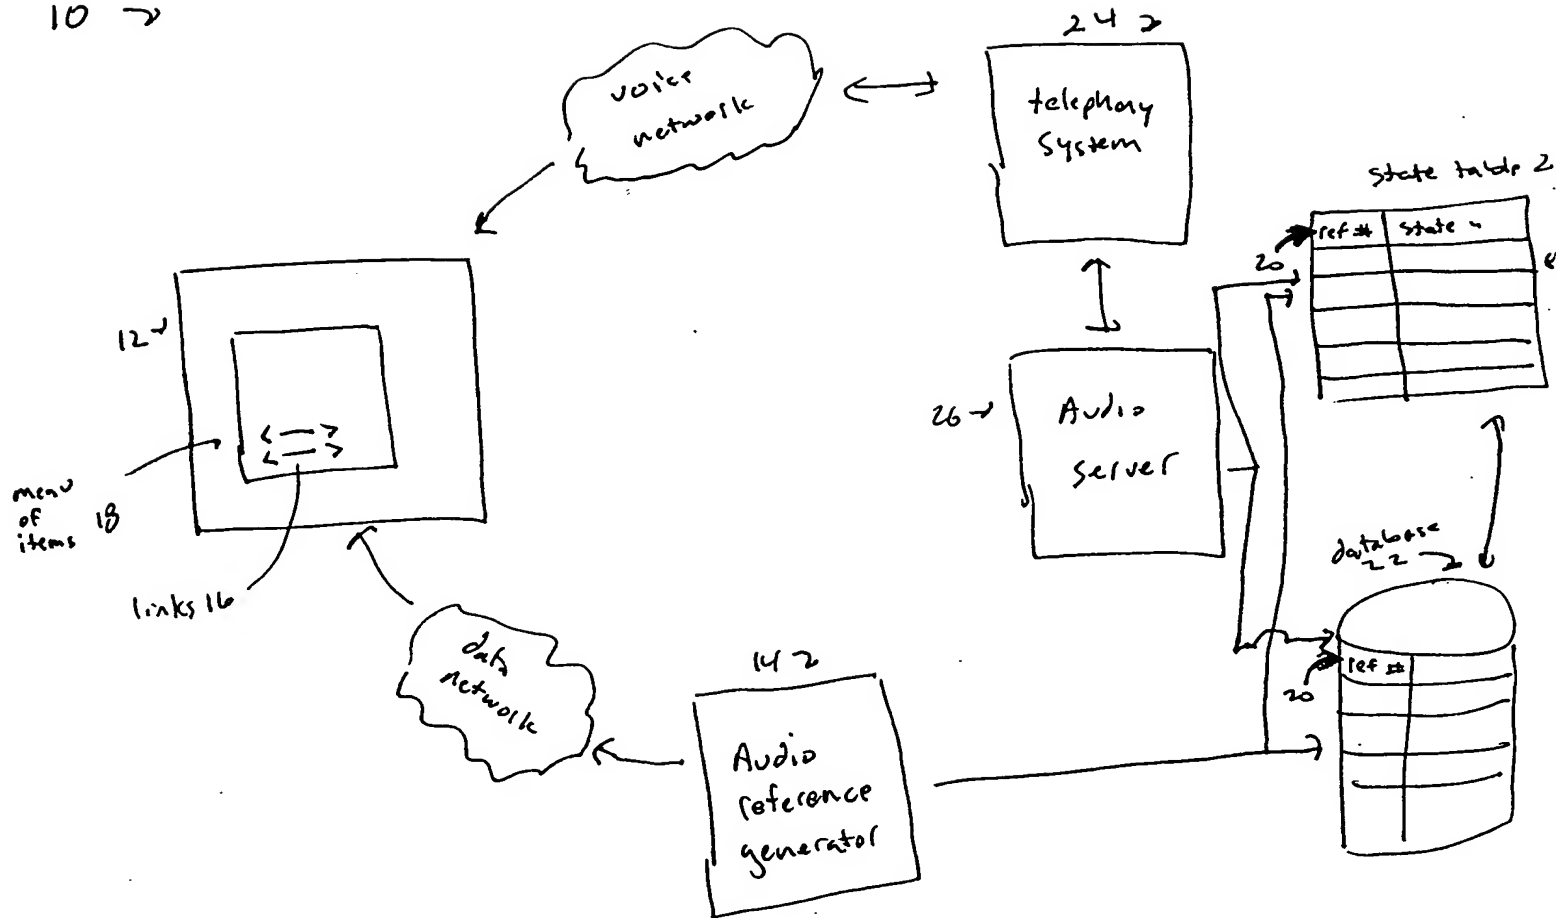 10
24
voice
network
telephony
system
state table 2
ref #
state
20
8
12
26
Audio
server
menu
of
items 18
links 16
database
22
data
network
14
ref #
20
Audio
reference
generator